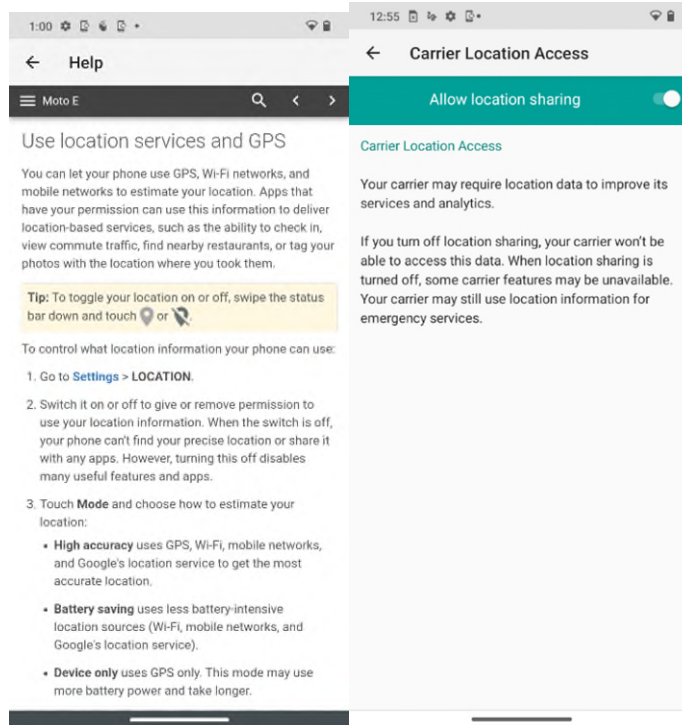 1:00
Help
Moto E
Use location services and GPS
You can let your phone use GPS, Wi-Fi networks, and
mobile networks to estimate your location. Apps that
have your permission can use this information to deliver
location-based services, such as the ability to check in,
view commute traffic, find nearby restaurants, or tag your
photos with the location where you took them.
Tip: To toggle your location on or off, swipe the status
bar down and touch or .
To control what location information your phone can use:
1. Go to Settings > LOCATION.
2. Switch it on or off to give or remove permission to
use your location information. When the switch is off,
your phone can't find your precise location or share it
with any apps. However, turning this off disables
many useful features and apps.
3. Touch Mode and choose how to estimate your
location:
• High accuracy uses GPS, Wi-Fi, mobile networks,
and Google's location service to get the most
accurate location.
• Battery saving uses less battery-intensive
location sources (Wi-Fi, mobile networks, and
Google's location service).
• Device only uses GPS only. This mode may use
more battery power and take longer.
12:55
Carrier Location Access
Allow location sharing
Carrier Location Access
Your carrier may require location data to improve its
services and analytics.
If you turn off location sharing, your carrier won't be
able to access this data. When location sharing is
turned off, some carrier features may be unavailable.
Your carrier may still use location information for
emergency services.